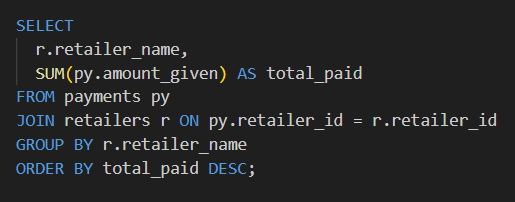 SELECT
  r.retailer_name,
  SUM(py.amount_given) AS total_paid
FROM payments py
JOIN retailers r ON py.retailer_id = r.retailer_id
GROUP BY r.retailer_name
ORDER BY total_paid DESC;